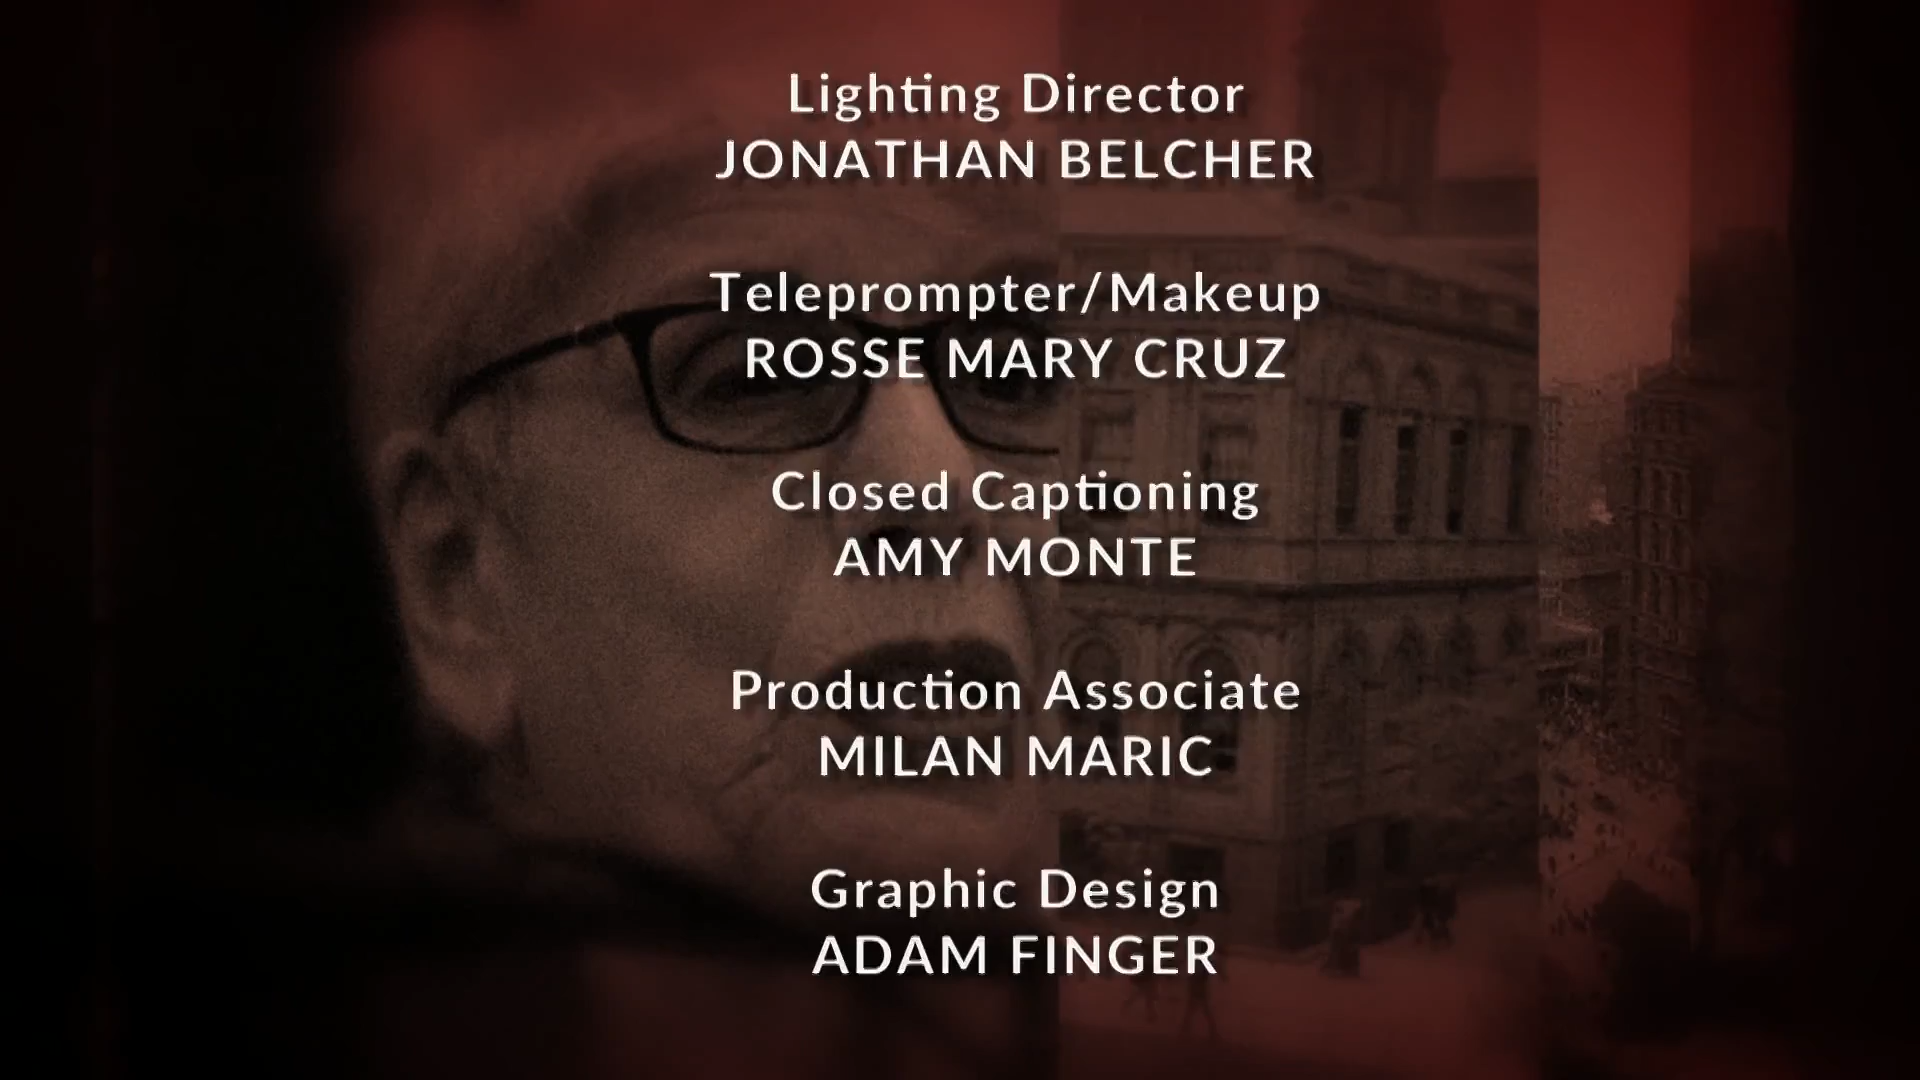 Lighting Director
JONATHAN BELCHER
Teleprompter/Makeup
ROSSE MARY CRUZ
Closed Captioning
AMY MONTE
Production Associate
MILAN MARIC
Graphic Design
ADAM FINGER